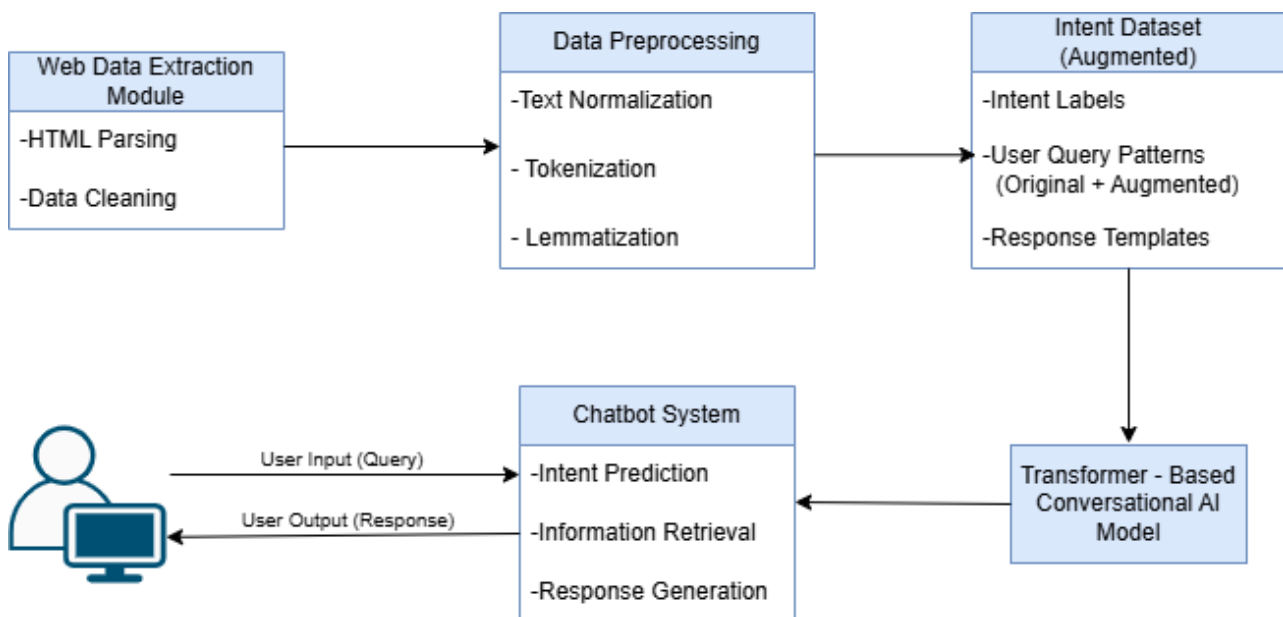 Web Data Extraction
Module
-HTML Parsing
-Data Cleaning
Data Preprocessing
-Text Normalization
- Tokenization
- Lemmatization
Intent Dataset
(Augmented)
-Intent Labels
-User Query Patterns
(Original + Augmented)
-Response Templates
User Input (Query)
User Output (Response)
Chatbot System
-Intent Prediction
-Information Retrieval
-Response Generation
Transformer - Based
Conversational AI
Model